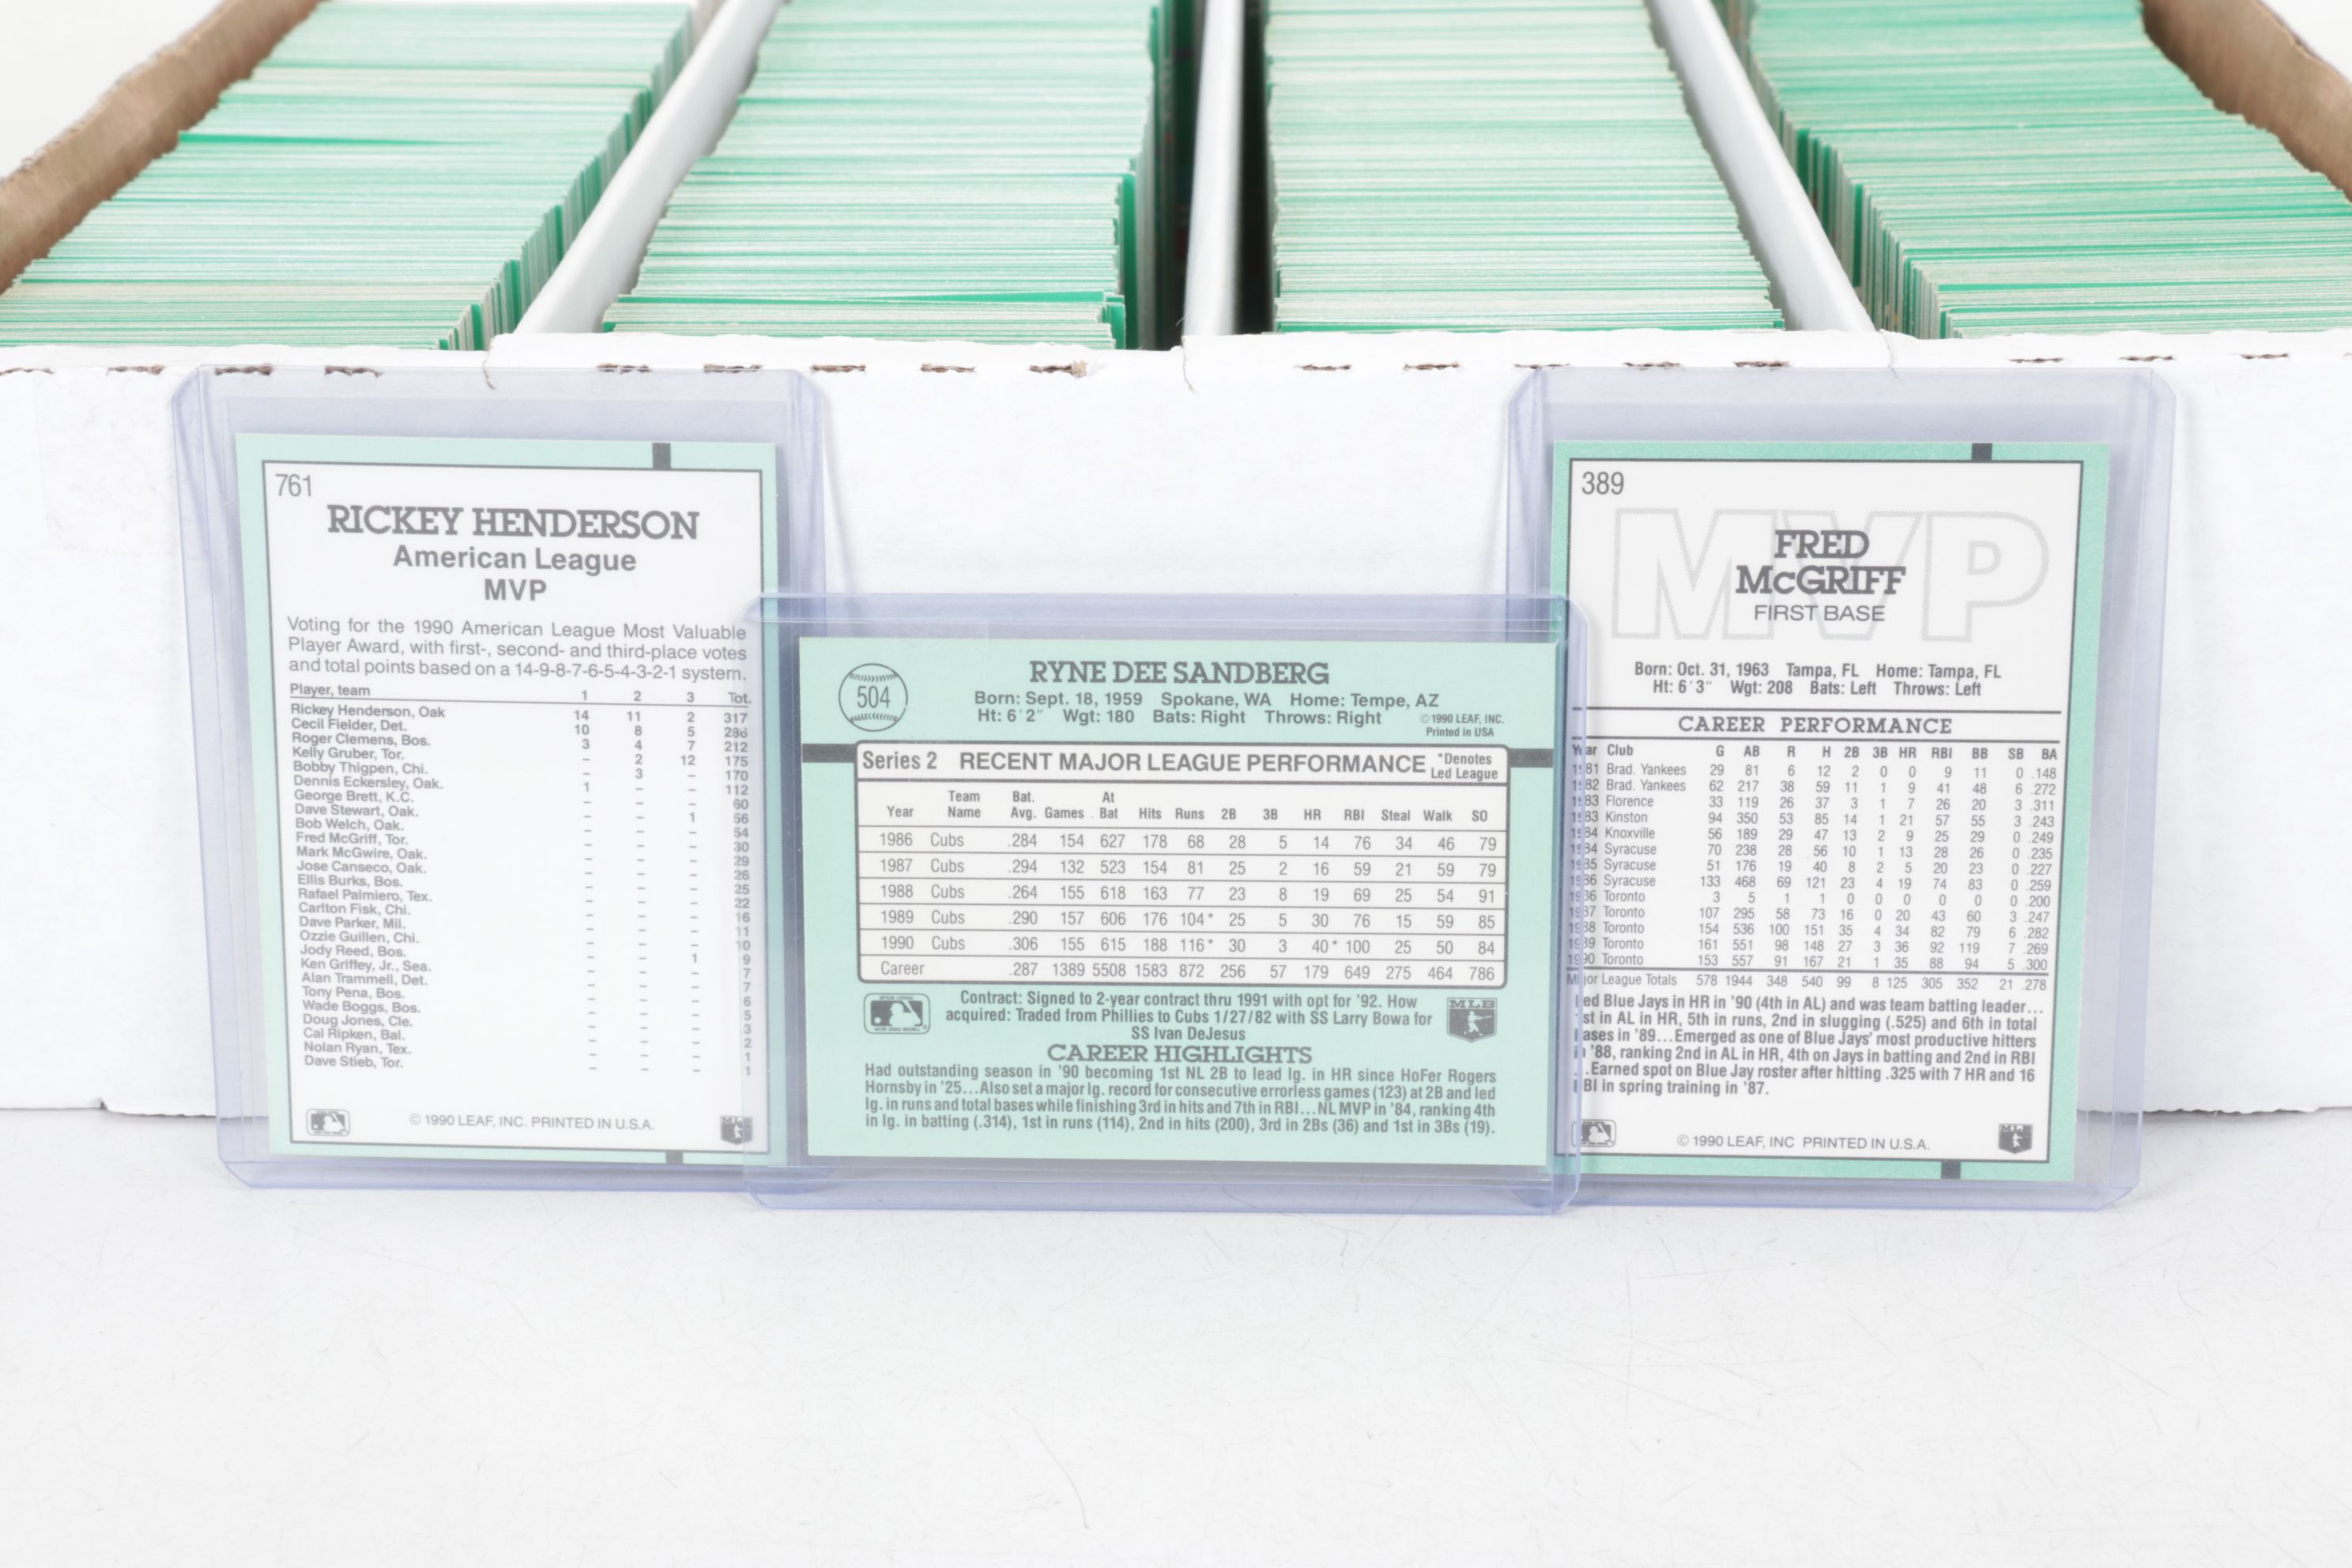 761
RICKEY HENDERSON
American League
MVP
Voting for the 1990 American League Most Valuable
Player Award, with first-, second- and third-place votes
and total points based on a 14-9-8-7-6-5-4-3-2-1 system.
Player, team 1 2 3 Tot.
Rickey Henderson, Oak 14 11 2 317
Cecil Fielder, Det. 10 8 5 286
Roger Clemens, Bos. 3 4 7 212
Kelly Gruber, Tor. – 2 12 175
Bobby Thigpen, Chi. – 3 – 170
Dennis Eckersley, Oak. 1 – – 112
George Brett, K.C. – – – 60
Dave Stewart, Oak. – – 1 56
Bob Welch, Oak. – – – 54
Fred McGriff, Tor. – – – 30
Mark McGwire, Oak. – – – 29
Jose Canseco, Oak. – – – 26
Ellis Burks, Bos. – – – 25
Rafael Palmiero, Tex. – – – 22
Carlton Fisk, Chi. – – – 16
Dave Parker, Mil. – – – 11
Ozzie Guillen, Chi. – – – 10
Jody Reed, Bos. – – 1 9
Ken Griffey, Jr., Sea. – – – 7
Alan Trammell, Det. – – – 7
Tony Pena, Bos. – – – 6
Wade Boggs, Bos. – – – 5
Doug Jones, Cle. – – – 3
Cal Ripken, Bal. – – – 2
Nolan Ryan, Tex. – – – 1
Dave Stieb, Tor. – – – 1
© 1990 LEAF, INC. PRINTED IN U.S.A.
MLB
504
RYNE DEE SANDBERG
Born: Sept. 18, 1959 Spokane, WA Home: Tempe, AZ
Ht: 6'2" Wgt: 180 Bats: Right Throws: Right
© 1990 LEAF, INC.
Printed in USA
Series 2 RECENT MAJOR LEAGUE PERFORMANCE *Denotes Led League
Year Team Name Bat. Avg. Games At Bat Hits Runs 2B 3B HR RBI Steal Walk SO
1986 Cubs .284 154 627 178 68 28 5 14 76 34 46 79
1987 Cubs .294 132 523 154 81 25 2 16 59 21 59 79
1988 Cubs .264 155 618 163 77 23 8 19 69 25 54 91
1989 Cubs .290 157 606 176 104* 25 5 30 76 15 59 85
1990 Cubs .306 155 615 188 116* 30 3 40* 100 25 50 84
Career .287 1389 5508 1583 872 256 57 179 649 275 464 786
Contract: Signed to 2-year contract thru 1991 with opt for '92. How
acquired: Traded from Phillies to Cubs 1/27/82 with SS Larry Bowa for
SS Ivan DeJesus
MLB
CAREER HIGHLIGHTS
Had outstanding season in '90 becoming 1st NL 2B to lead lg. in HR since HoFer Rogers
Hornsby in '25...Also set a major lg. record for consecutive errorless games (123) at 2B and led
lg. in runs and total bases while finishing 3rd in hits and 7th in RBI...NL MVP in '84, ranking 4th
in lg. in batting (.314), 1st in runs (114), 2nd in hits (200), 3rd in 2Bs (36) and 1st in 3Bs (19).
389
MVP
FRED
McGRIFF
FIRST BASE
Born: Oct. 31, 1963 Tampa, FL Home: Tampa, FL
Ht: 6'3" Wgt: 208 Bats: Left Throws: Left
CAREER PERFORMANCE
Year Club G AB R H 2B 3B HR RBI BB SB BA
1981 Brad. Yankees 29 81 6 12 2 0 0 9 11 0 .148
1982 Brad. Yankees 62 217 38 59 11 1 9 41 48 6 .272
1983 Florence 33 119 26 37 3 1 7 26 20 3 .311
1983 Kinston 94 350 53 85 14 1 21 57 55 3 .243
1984 Knoxville 56 189 29 47 13 2 9 25 29 0 .249
1984 Syracuse 70 238 28 56 10 1 13 28 26 0 .235
1985 Syracuse 51 176 19 40 8 2 5 20 23 0 .227
1986 Syracuse 133 468 69 121 23 4 19 74 83 0 .259
1986 Toronto 3 5 1 1 0 0 0 0 0 0 .200
1987 Toronto 107 295 58 73 16 0 20 43 60 3 .247
1988 Toronto 154 536 100 151 35 4 34 82 79 6 .282
1989 Toronto 161 551 98 148 27 3 36 92 119 7 .269
1990 Toronto 153 557 91 167 21 1 35 88 94 5 .300
Major League Totals 578 1944 348 540 99 8 125 305 352 21 .278
Led Blue Jays in HR in '90 (4th in AL) and was team batting leader...
1st in AL in HR, 5th in runs, 2nd in slugging (.525) and 6th in total
bases in '89...Emerged as one of Blue Jays' most productive hitters
in '88, ranking 2nd in AL in HR, 4th on Jays in batting and 2nd in RBI
...Earned spot on Blue Jay roster after hitting .325 with 7 HR and 16
RBI in spring training in '87.
© 1990 LEAF, INC PRINTED IN U.S.A.
MLB